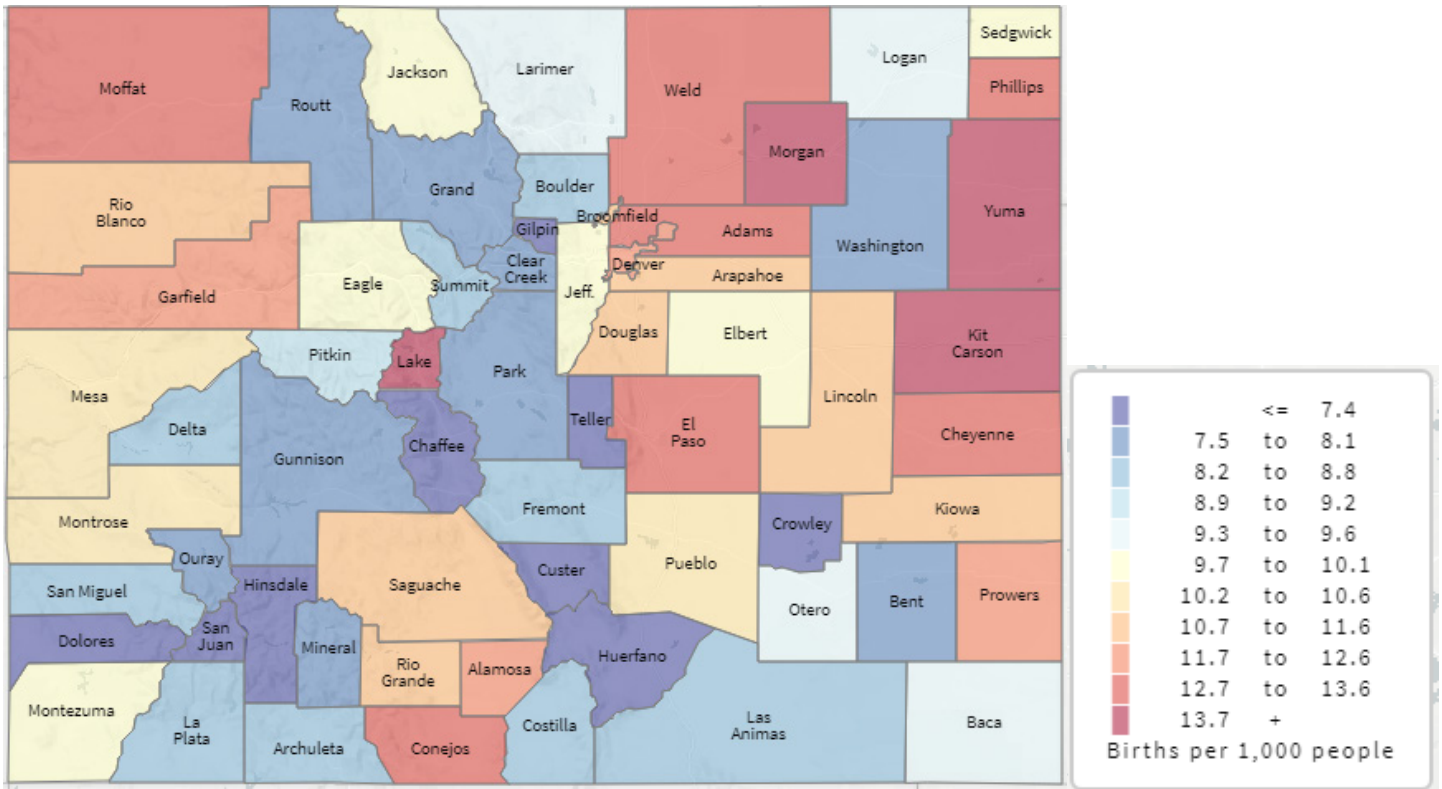 Sedgwick
Logan
Jackson
Larimer
Moffat
Weld
Phillips
Routt
Morgan
Boulder
Grand
Rio
Blanco
Yuma
Broomfield
Gilpin
Adams
Washington
Clear
Creek
Denver
Arapahoe
Eagle
Summit
Jeff.
Garfield
Douglas
Elbert
Kit
Carson
Pitkin
Lake
Park
Mesa
Lincoln
Teller
El
Paso
Delta
Cheyenne
Chaffee
Gunnison
Fremont
Kiowa
Montrose
Crowley
Ouray
Pueblo
Custer
Hinsdale
Saguache
San Miguel
Prowers
Bent
Otero
San
Juan
Dolores
Mineral
Huerfano
Rio
Grande
Alamosa
Montezuma
La
Plata
Costilla
Las
Animas
Baca
Archuleta
Conejos
<= 7.4
7.5 to 8.1
8.2 to 8.8
8.9 to 9.2
9.3 to 9.6
9.7 to 10.1
10.2 to 10.6
10.7 to 11.6
11.7 to 12.6
12.7 to 13.6
13.7 +
Births per 1,000 people